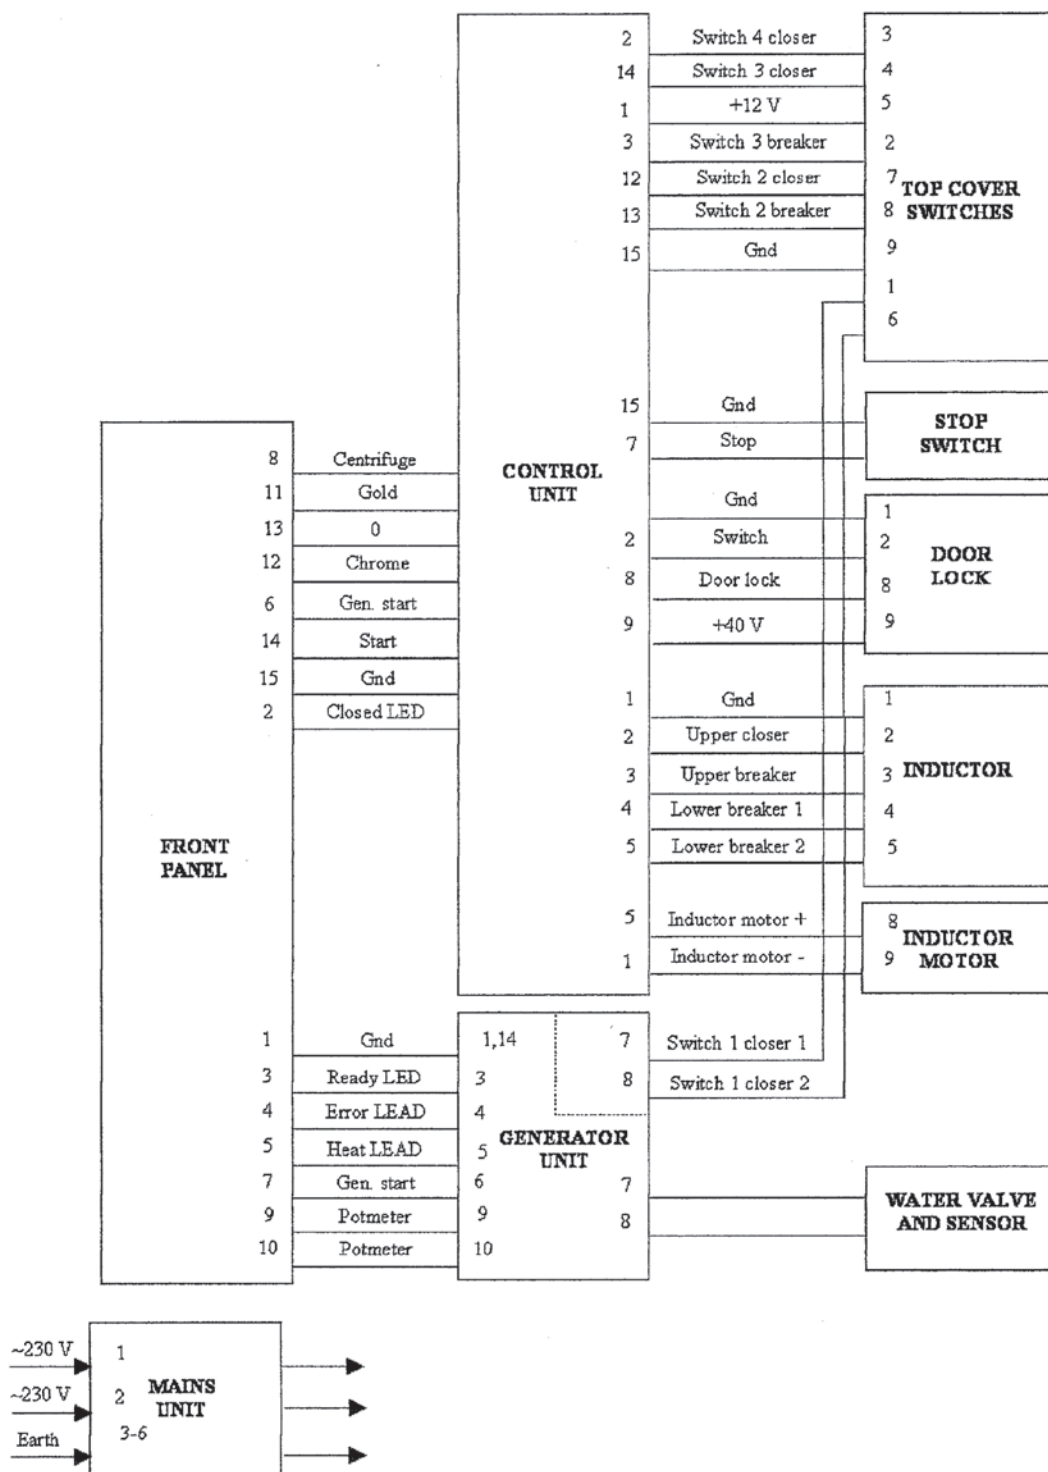 2 Switch 4 closer 3
14 Switch 3 closer 4
1 +12 V 5
3 Switch 3 breaker 2
12 Switch 2 closer 7
13 Switch 2 breaker 8
15 Gnd 9
1
6
TOP COVER
SWITCHES
15 Gnd
7 Stop
STOP
SWITCH
CONTROL
UNIT
Gnd 1
2 Switch 2
8 Door lock 8
9 +40 V 9
DOOR
LOCK
8 Centrifuge
11 Gold
13 0
12 Chrome
6 Gen. start
14 Start
15 Gnd
2 Closed LED
1 Gnd 1
2 Upper closer 2
3 Upper breaker 3
4 Lower breaker 1 4
5 Lower breaker 2 5
INDUCTOR
FRONT
PANEL
5 Inductor motor + 8
1 Inductor motor - 9
INDUCTOR
MOTOR
1 Gnd 1,14
3 Ready LED 3
4 Error LEAD 4
5 Heat LEAD 5
7 Gen. start 6
9 Potmeter 9
10 Potmeter 10
7 Switch 1 closer 1
8 Switch 1 closer 2
GENERATOR
UNIT
7
8
WATER VALVE
AND SENSOR
~230 V 1
~230 V 2
Earth 3-6
MAINS
UNIT